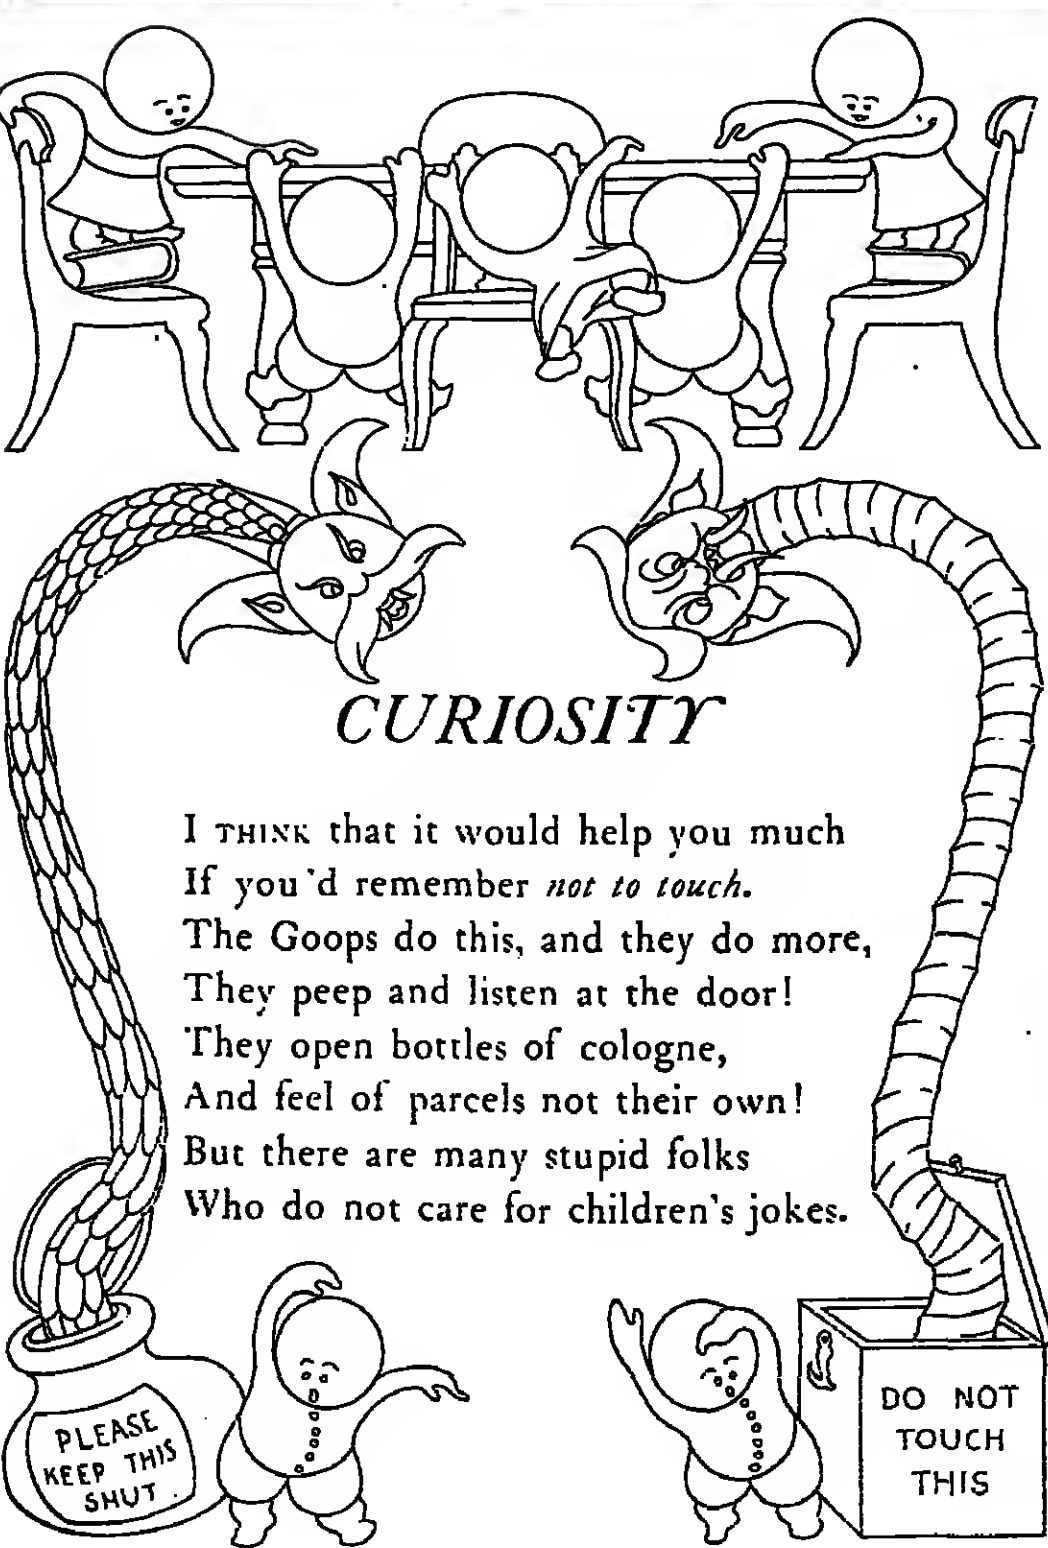 CURIOSITY
I THINK that it would help you much
If you'd remember not to touch.
The Goops do this, and they do more,
They peep and listen at the door!
They open bottles of cologne,
And feel of parcels not their own!
But there are many stupid folks
Who do not care for children's jokes.
PLEASE
KEEP THIS
SHUT
DO NOT
TOUCH
THIS